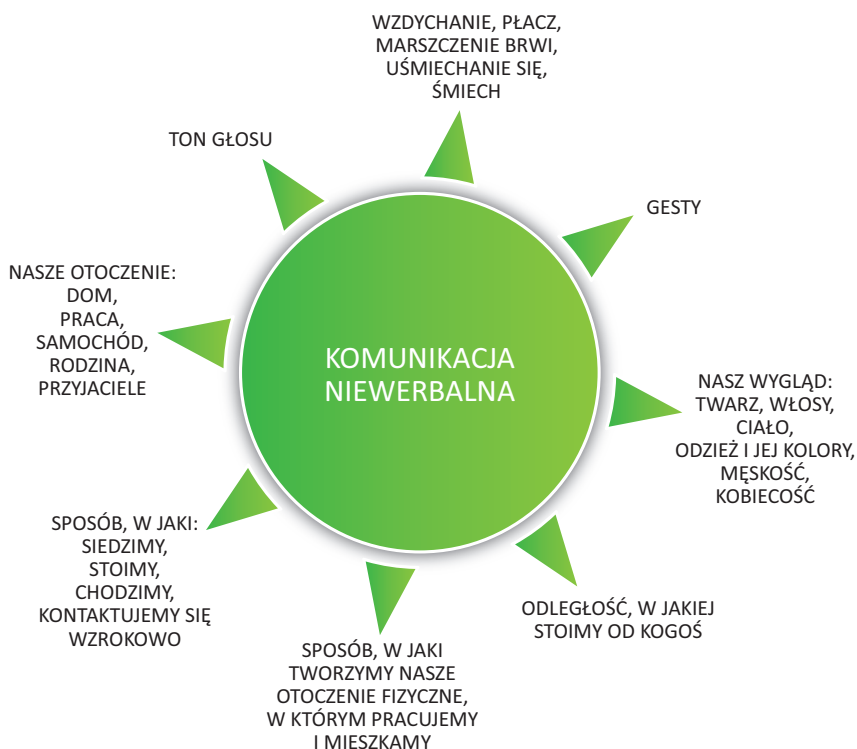 WZDYCHANIE, PŁACZ,
MARSZCZENIE BRWI,
UŚMIECHANIE SIĘ,
ŚMIECH
TON GŁOSU
GESTY
NASZE OTOCZENIE:
DOM,
PRACA,
SAMOCHÓD,
RODZINA,
PRZYJACIELE
KOMUNIKACJA
NIEWERBALNA
NASZ WYGLĄD:
TWARZ, WŁOSY,
CIAŁO,
ODZIEŻ I JEJ KOLORY,
MĘSKOŚĆ,
KOBIECOŚĆ
SPOSÓB, W JAKI:
SIEDZIMY,
STOIMY,
CHODZIMY,
KONTAKTUJEMY SIĘ
WZROKOWO
ODLEGŁOŚĆ, W JAKIEJ
STOIMY OD KOGOŚ
SPOSÓB, W JAKI
TWORZYMY NASZE
OTOCZENIE FIZYCZNE,
W KTÓRYM PRACUJEMY
I MIESZKAMY